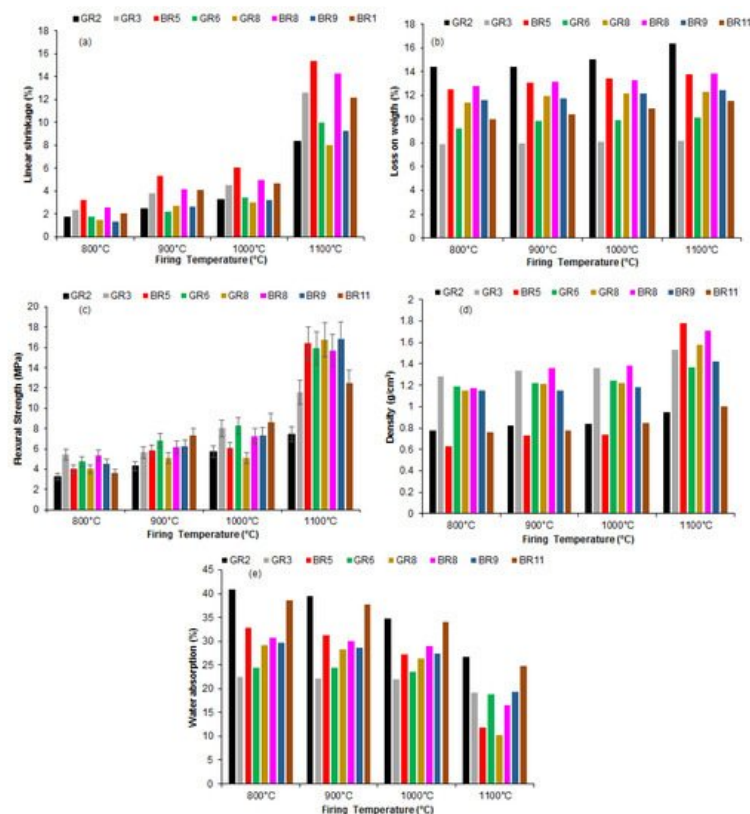 (a)
GR2 GR3 BR5 GR6 GR8 BR8 BR9 BR1
Linear shrinkage (%)
16
14
12
10
8
6
4
2
0
800°C 900°C 1000°C 1100°C
Firing Temperature (°C)
(b)
GR2 GR3 BR5 GR6 GR8 BR8 BR9 BR11
Loss on weigth (%)
18
16
14
12
10
8
6
4
2
0
800°C 900°C 1000°C 1100°C
Firing Temperature (°C)
(c)
GR2 GR3 BR5 GR6 GR8 BR8 BR9 BR11
Flexural Strength (MPa)
20
18
16
14
12
10
8
6
4
2
0
800°C 900°C 1000°C 1100°C
Firing Temperature (°C)
(d)
GR2 GR3 BR5 GR6 GR8 BR8 BR9 BR11
Density (g/cm³)
2
1.8
1.6
1.4
1.2
1
0.8
0.6
0.4
0.2
0
800°C 900°C 1000°C 1100°C
Firing Temperature (°C)
GR2 GR3 BR5 GR6 GR8 BR8 BR9 BR11
(e)
Water absorption (%)
45
40
35
30
25
20
15
10
5
0
800°C 900°C 1000°C 1100°C
Firing Temperature (°C)